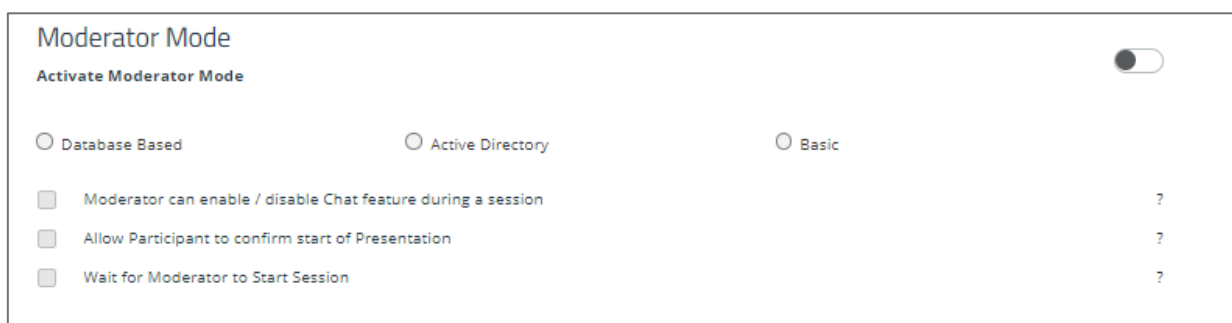 Moderator Mode
Activate Moderator Mode
Database Based Active Directory Basic
Moderator can enable / disable Chat feature during a session ?
Allow Participant to confirm start of Presentation ?
Wait for Moderator to Start Session ?